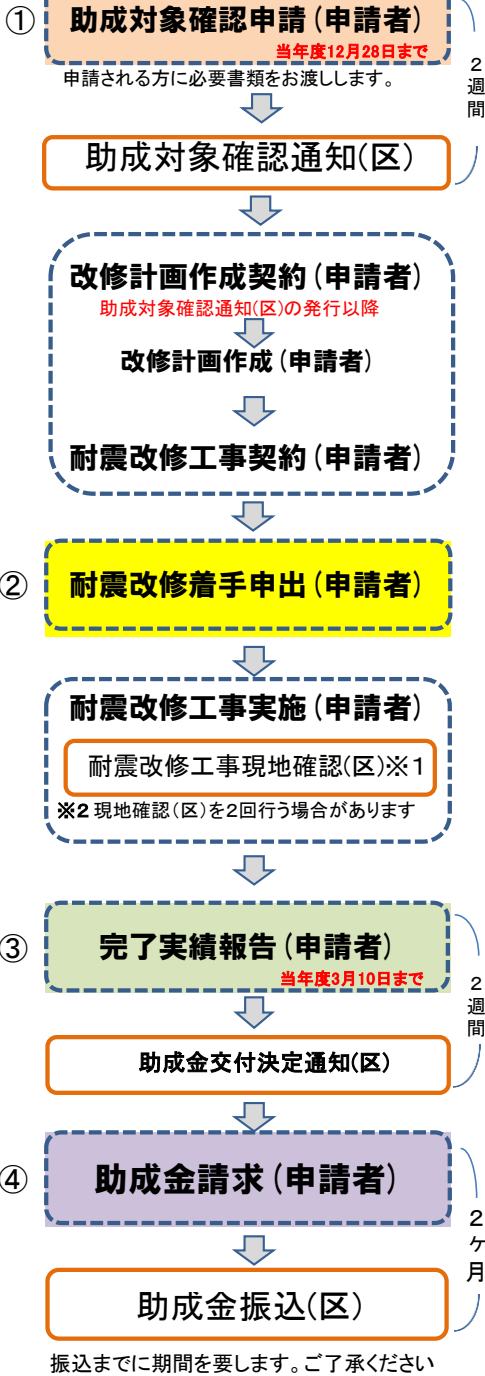 ① 助成対象確認申請（申請者）
当年度12月28日まで
申請される方に必要書類をお渡しします。
2週間
助成対象確認通知(区)
改修計画作成契約（申請者）
助成対象確認通知(区)の発行以降
改修計画作成（申請者）
耐震改修工事契約（申請者）
② 耐震改修着手申出（申請者）
耐震改修工事実施（申請者）
耐震改修工事現地確認(区)※1
※2 現地確認（区）を2回行う場合があります
③ 完了実績報告（申請者）
当年度3月10日まで
2週間
助成金交付決定通知(区)
④ 助成金請求（申請者）
2ヶ月
助成金振込(区)
振込までに期間を要します。ご了承ください